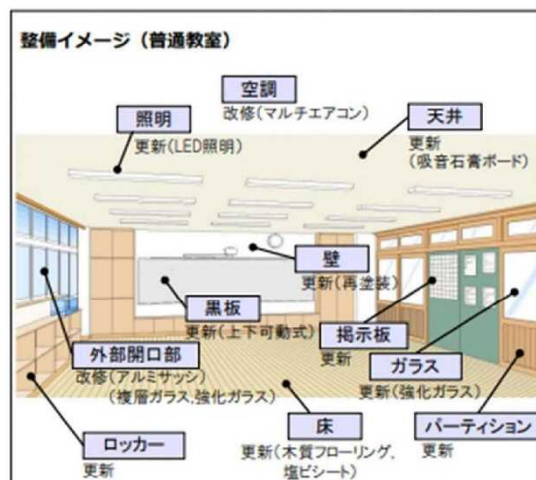 整備イメージ（普通教室）
空調
改修(マルチエアコン)
照明
更新(LED照明)
天井
更新
(吸音石膏ボード)
壁
更新(再塗装)
黒板
更新(上下可動式)
掲示板
更新
外部開口部
改修(アルミサッシ)
(複層ガラス,強化ガラス)
ガラス
更新(強化ガラス)
ロッカー
更新
床
更新(木質フローリング,
塩ビシート)
パーティション
更新